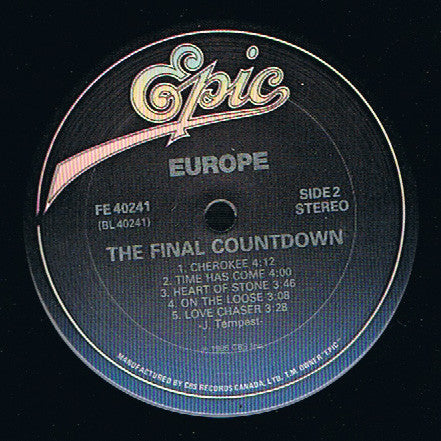 Epic
EUROPE
FE 40241
(BL 40241)
SIDE 2
STEREO
THE FINAL COUNTDOWN
1. CHEROKEE 4:12
2. TIME HAS COME 4:00
3. HEART OF STONE 3:46
4. ON THE LOOSE 3:08
5. LOVE CHASER 3:28
-J. Tempest-
CBS Inc.
MANUFACTURED BY CBS RECORDS CANADA, LTD. T.M. OWNER "EPIC"